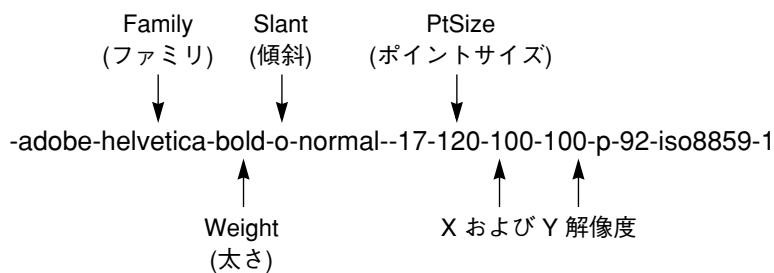 Family Slant PtSize
(ファミリ) (傾斜) (ポイントサイズ)
-adobe-helvetica-bold-o-normal--17-120-100-100-p-92-iso8859-1
Weight X および Y 解像度
(太さ)